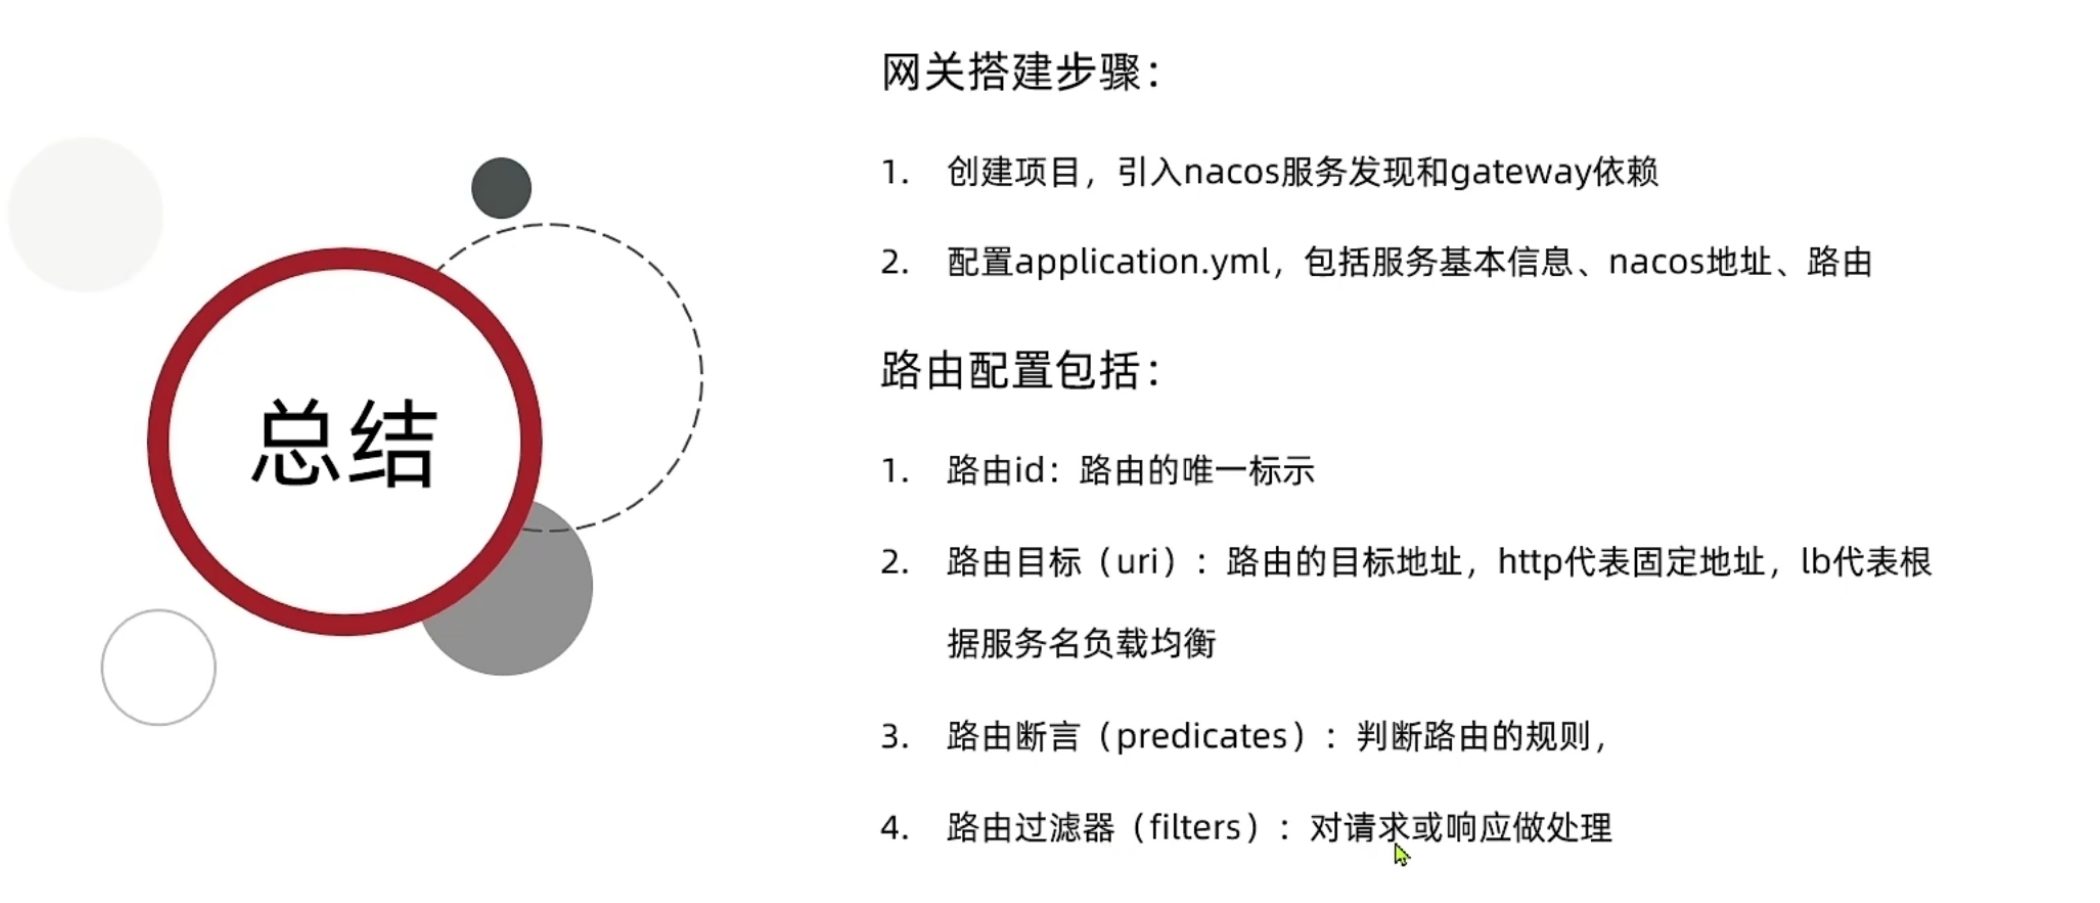 总结
网关搭建步骤：
1. 创建项目，引入nacos服务发现和gateway依赖
2. 配置application.yml，包括服务基本信息、nacos地址、路由
路由配置包括：
1. 路由id：路由的唯一标示
2. 路由目标（uri）：路由的目标地址，http代表固定地址，lb代表根
据服务名负载均衡
3. 路由断言（predicates）：判断路由的规则，
4. 路由过滤器（filters）：对请求或响应做处理